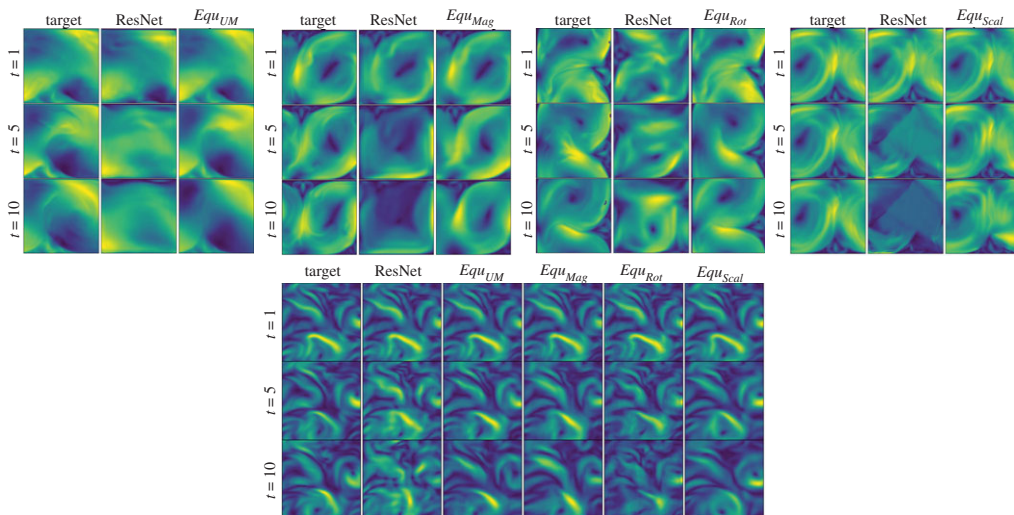 target ResNet Equ_UM
t = 1
t = 5
t = 10
target ResNet Equ_Mag
t = 1
t = 5
t = 10
target ResNet Equ_Rot
t = 1
t = 5
t = 10
target ResNet Equ_Scal
t = 1
t = 5
t = 10
target ResNet Equ_UM Equ_Mag Equ_Rot Equ_Scal
t = 1
t = 5
t = 10